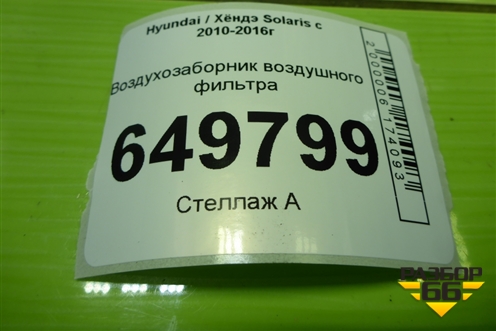 Hyundai / Хёндэ Solaris с
2010-2016г
Воздухозаборник воздушного
фильтра
649799
Стеллаж А
2000006174093
РАЗБОР
66